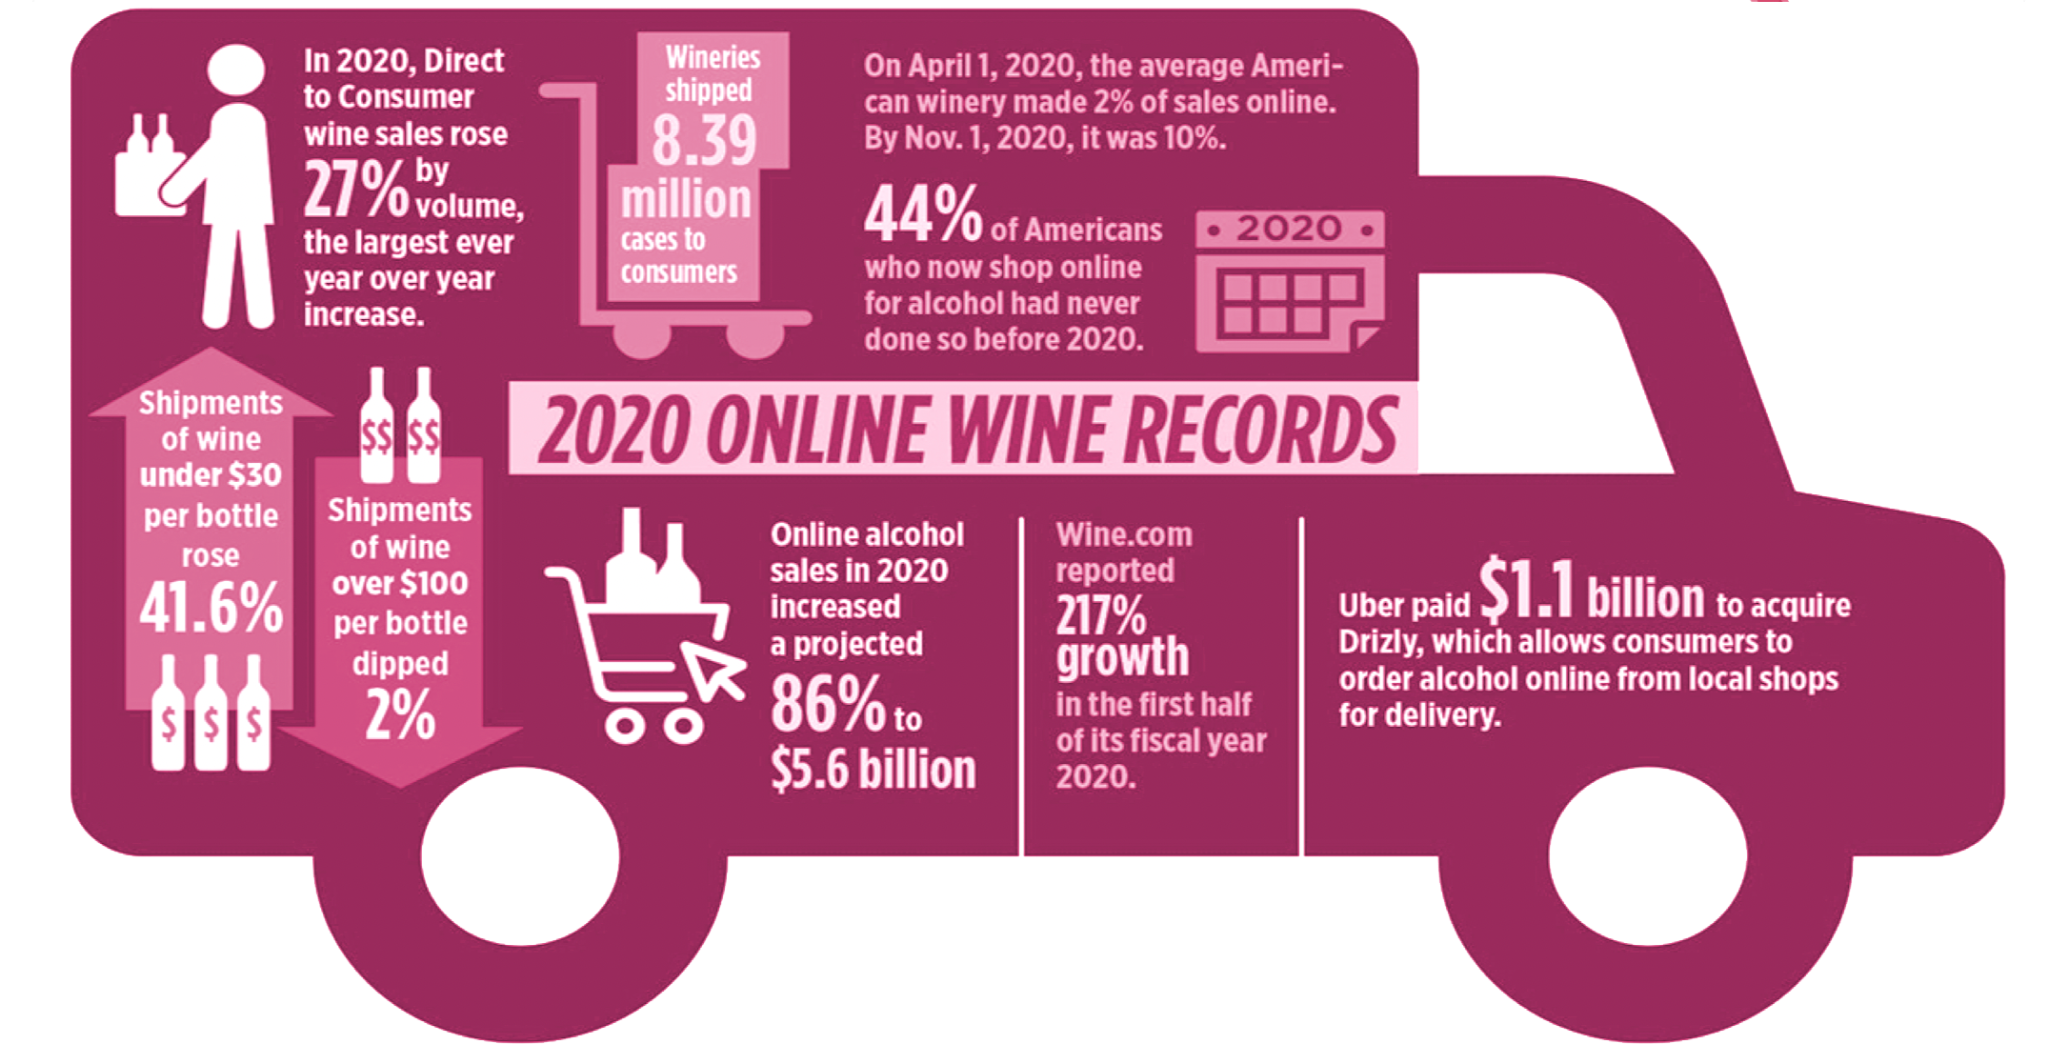 In 2020, Direct
to Consumer
wine sales rose
27% by
volume,
the largest ever
year over year
increase.
Wineries
shipped
8.39
million
cases to
consumers
On April 1, 2020, the average Ameri-
can winery made 2% of sales online.
By Nov. 1, 2020, it was 10%.
44% of Americans
who now shop online
for alcohol had never
done so before 2020.
• 2020 •
Shipments
of wine
under $30
per bottle
rose
41.6%
$ $ $
$$ $$
Shipments
of wine
over $100
per bottle
dipped
2%
2020 ONLINE WINE RECORDS
Online alcohol
sales in 2020
increased
a projected
86% to
$5.6 billion
Wine.com
reported
217%
growth
in the first half
of its fiscal year
2020.
Uber paid $1.1 billion to acquire
Drizly, which allows consumers to
order alcohol online from local shops
for delivery.